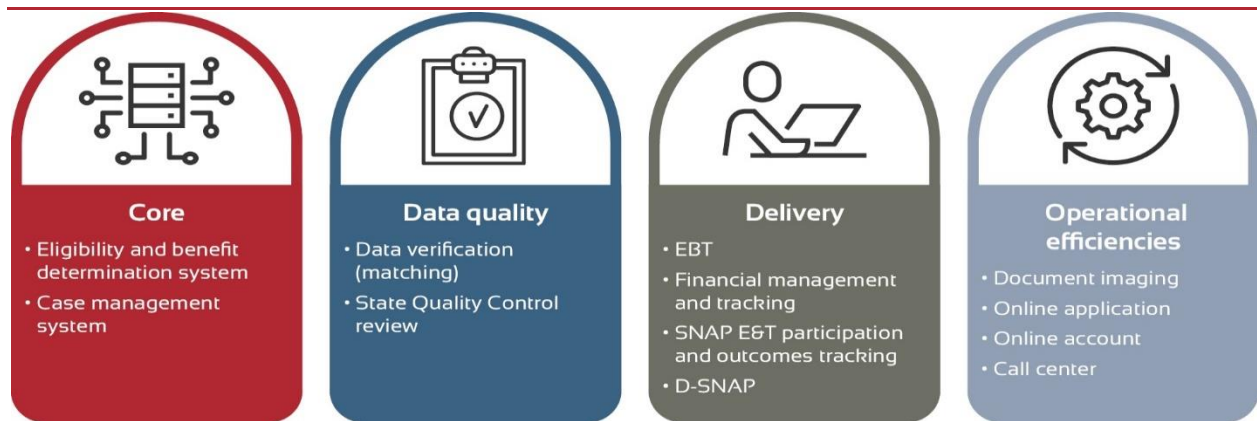 Core
• Eligibility and benefit
determination system
• Case management
system
Data quality
• Data verification
(matching)
• State Quality Control
review
Delivery
• EBT
• Financial management
and tracking
• SNAP E&T participation
and outcomes tracking
• D-SNAP
Operational
efficiencies
• Document imaging
• Online application
• Online account
• Call center